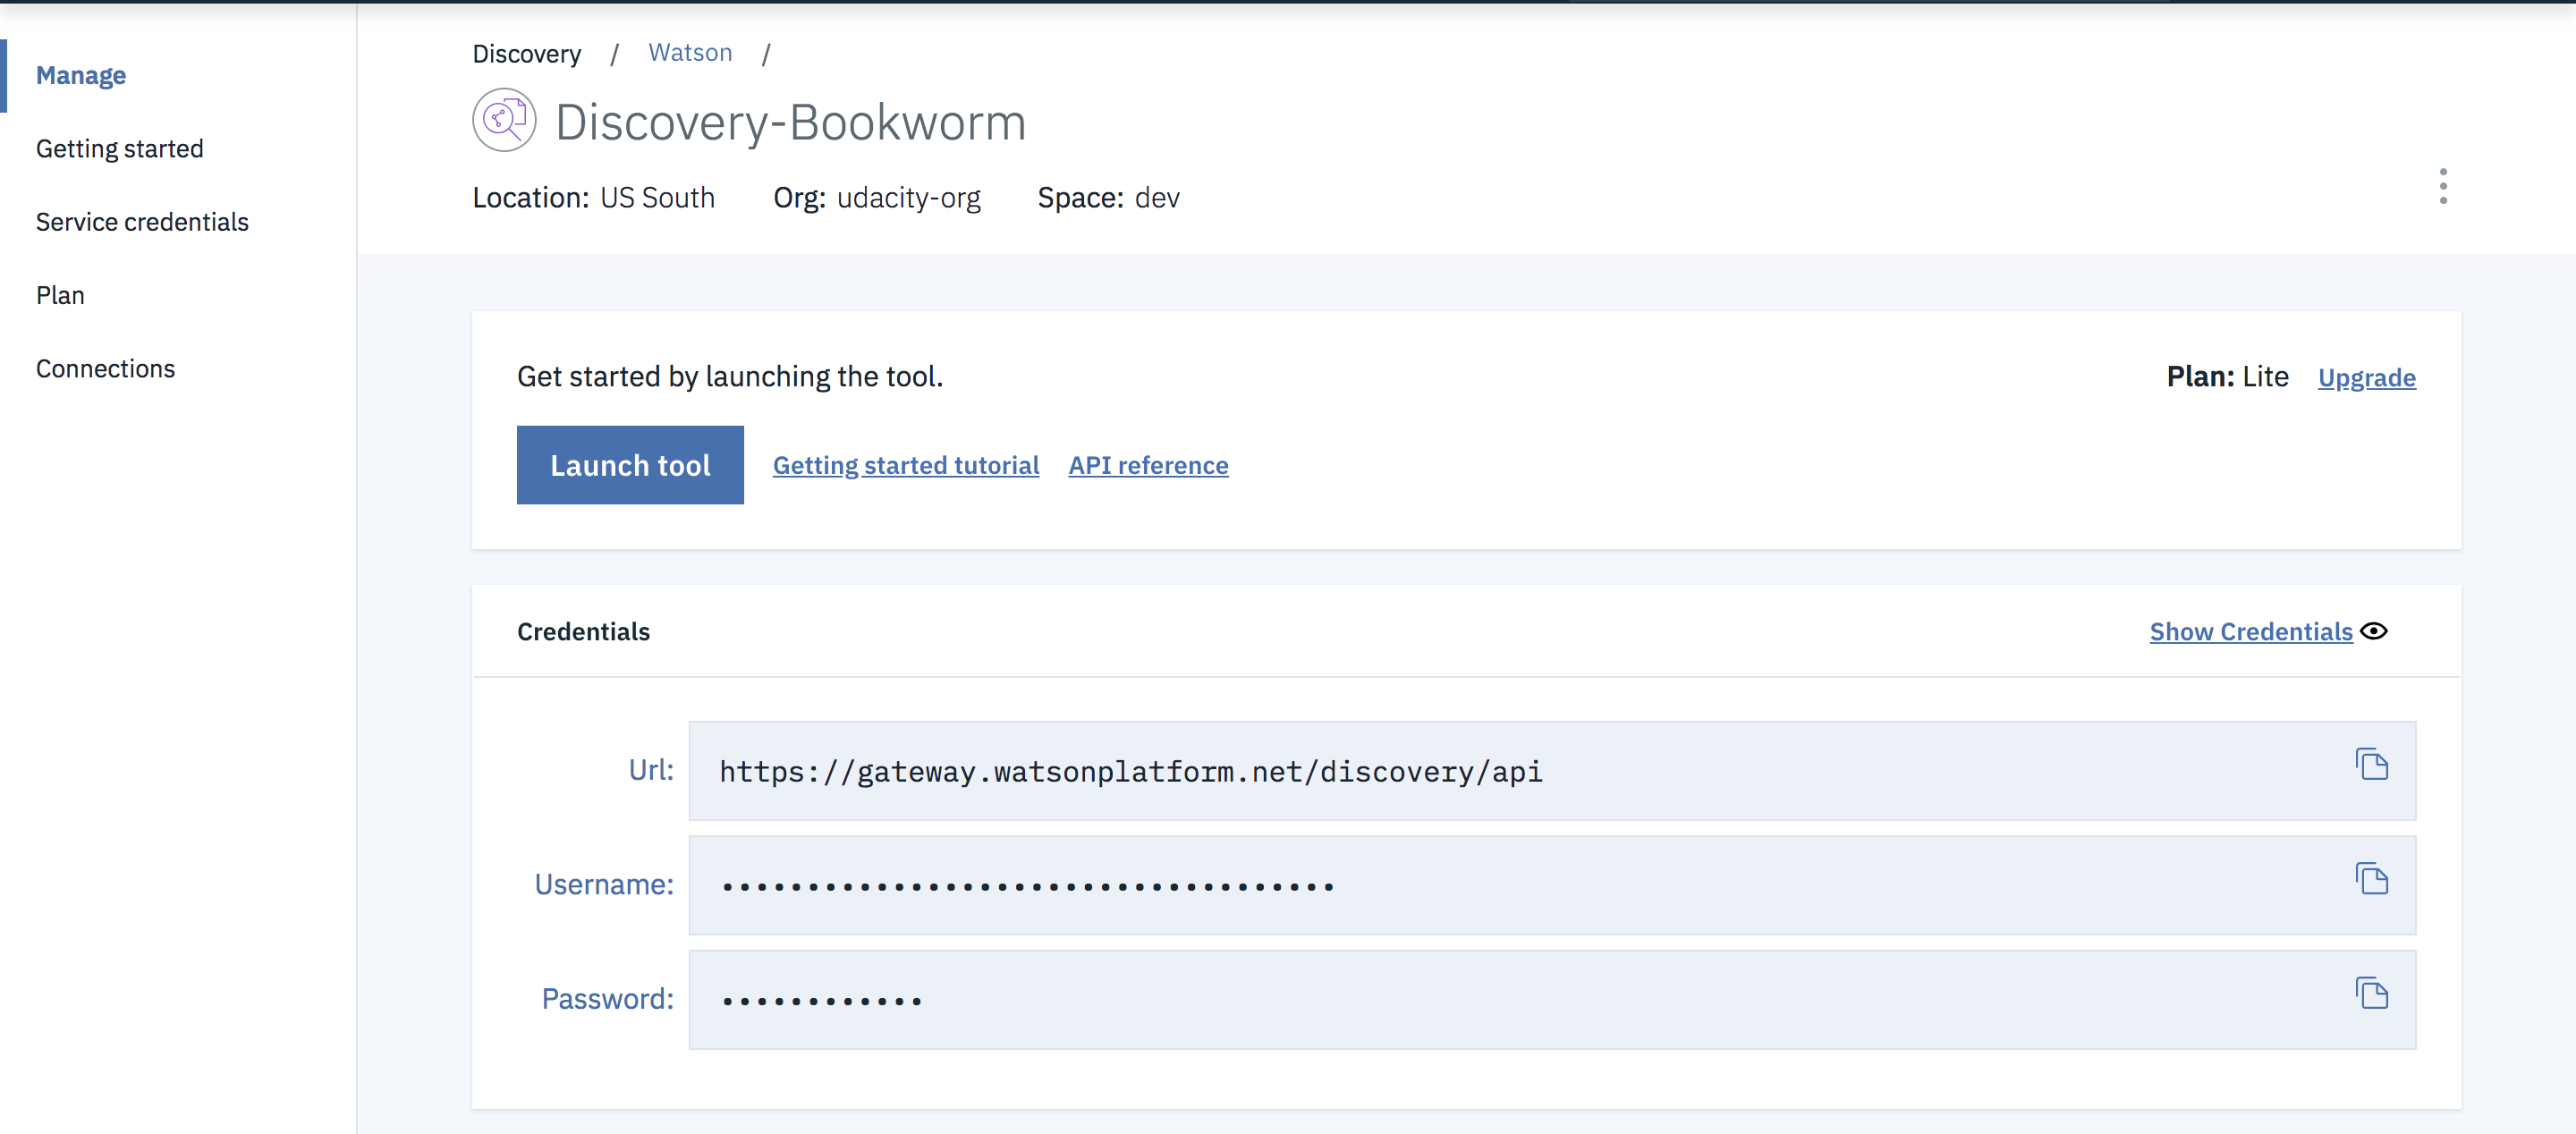 Manage
Getting started
Service credentials
Plan
Connections
Discovery / Watson /
Discovery-Bookworm
Location: US South Org: udacity-org Space: dev
Get started by launching the tool.
Plan: Lite Upgrade
Launch tool Getting started tutorial API reference
Credentials
Show Credentials
Url: https://gateway.watsonplatform.net/discovery/api
Username: ••••••••••••••••••••••••••••••••••••
Password: ••••••••••••